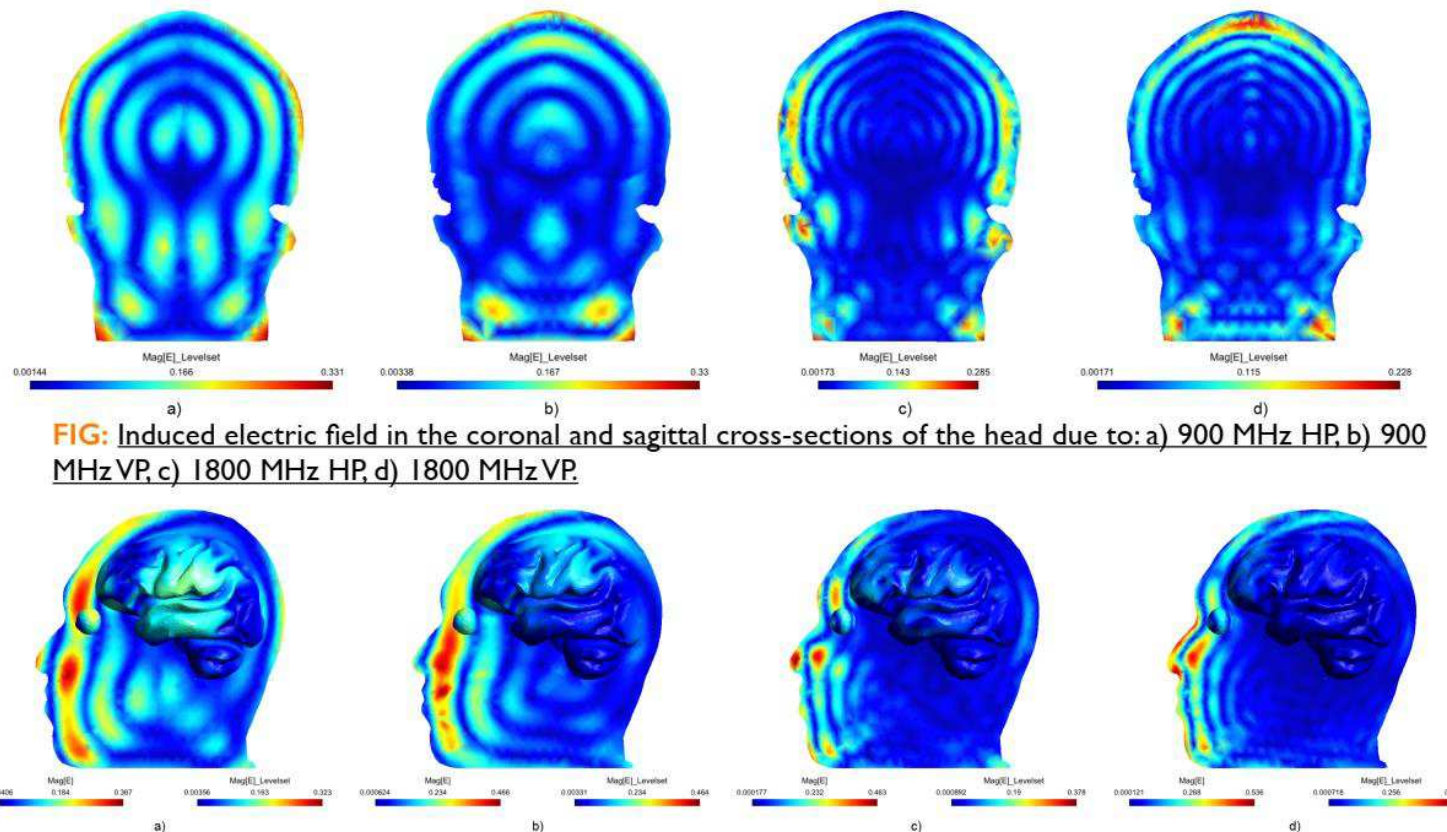 Mag[E]_Levelset
0.00144 0.166 0.331
a)
Mag[E]_Levelset
0.00338 0.167 0.33
b)
Mag[E]_Levelset
0.00173 0.143 0.285
c)
Mag[E]_Levelset
0.00171 0.115 0.228
d)
FIG: Induced electric field in the coronal and sagittal cross-sections of the head due to: a) 900 MHz HP, b) 900
MHz VP, c) 1800 MHz HP, d) 1800 MHz VP.
Mag[E] Mag[E]_Levelset
406 0.184 0.367 0.00356 0.163 0.323
a)
Mag[E] Mag[E]_Levelset
0.000624 0.234 0.466 0.00331 0.234 0.464
b)
Mag[E] Mag[E]_Levelset
0.000177 0.232 0.463 0.000892 0.19 0.378
c)
Mag[E] Mag[E]_Levelset
0.000121 0.268 0.536 0.000718 0.256
d)